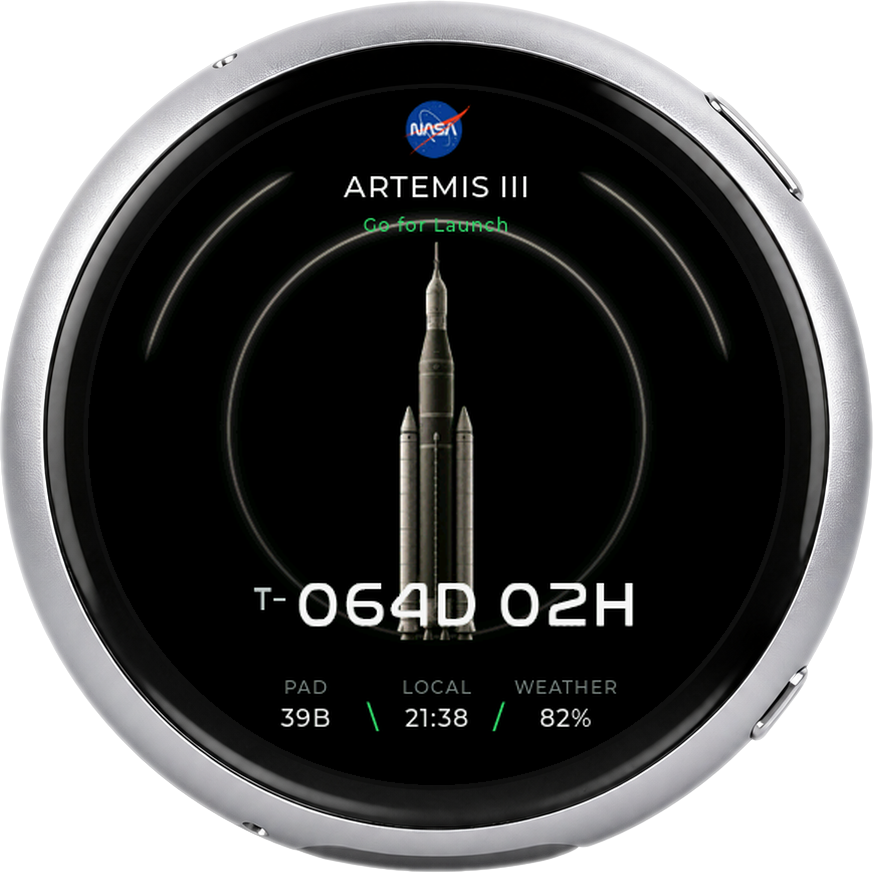 NASA
ARTEMIS III
Go for Launch
T- 064D 02H
PAD LOCAL WEATHER
39B \ 21:38 / 82%